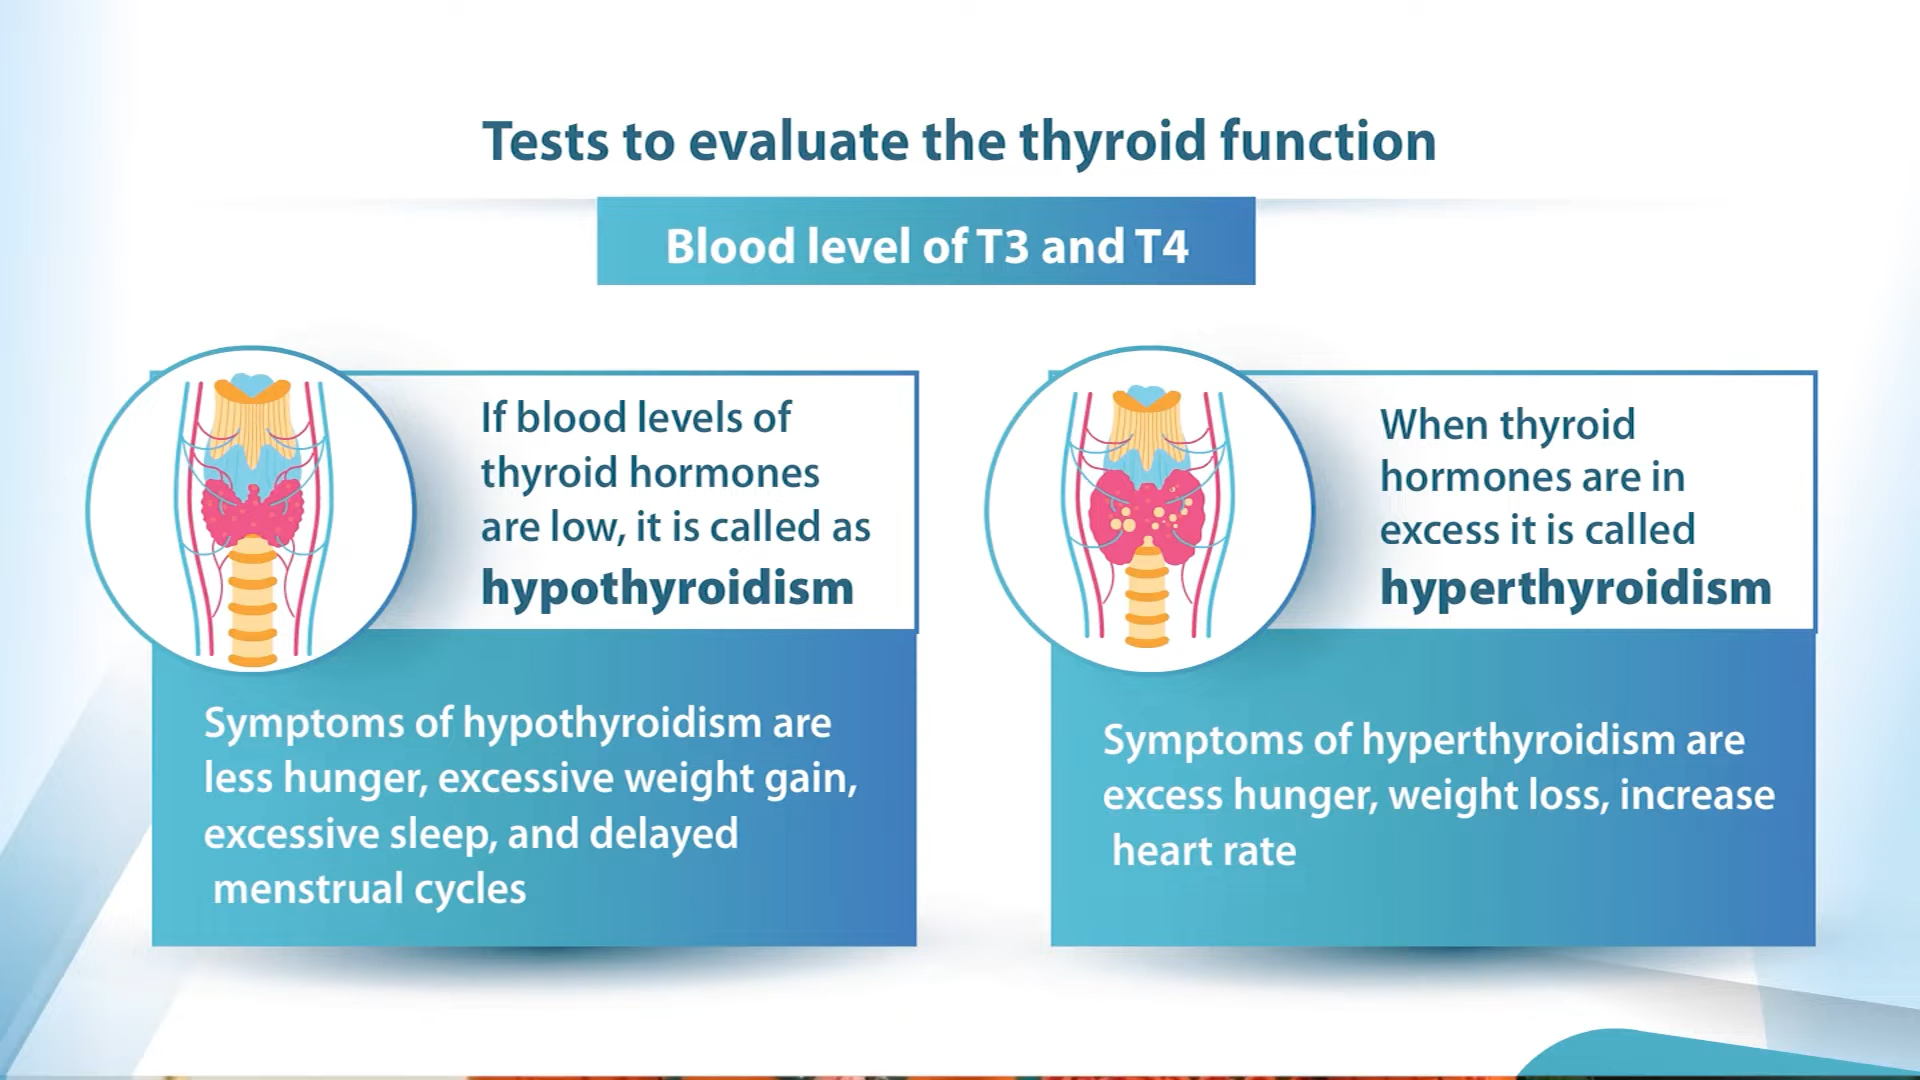 Tests to evaluate the thyroid function
Blood level of T3 and T4
If blood levels of
thyroid hormones
are low, it is called as
hypothyroidism
Symptoms of hypothyroidism are
less hunger, excessive weight gain,
excessive sleep, and delayed
menstrual cycles
When thyroid
hormones are in
excess it is called
hyperthyroidism
Symptoms of hyperthyroidism are
excess hunger, weight loss, increase
heart rate